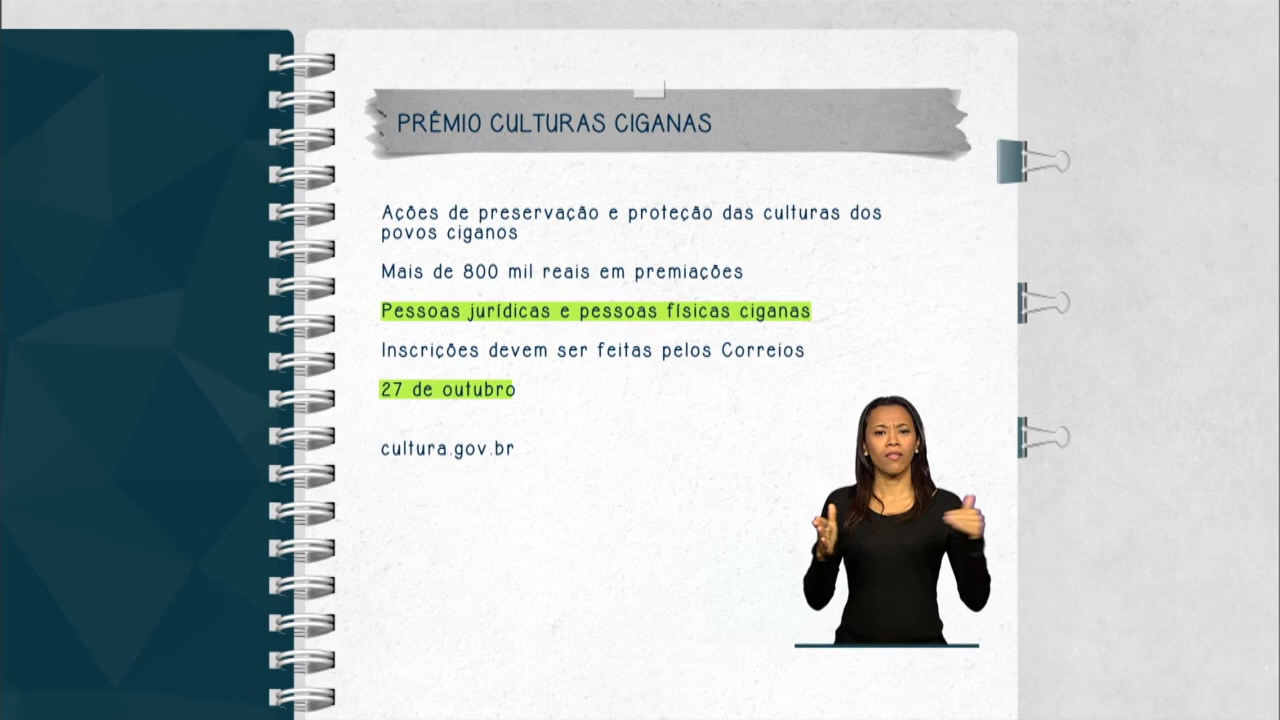 PRÊMIO CULTURAS CIGANAS
Ações de preservação e proteção das culturas dos
povos ciganos
Mais de 800 mil reais em premiações
Pessoas jurídicas e pessoas físicas ciganas
Inscrições devem ser feitas pelos Correios
27 de outubro
cultura.gov.br